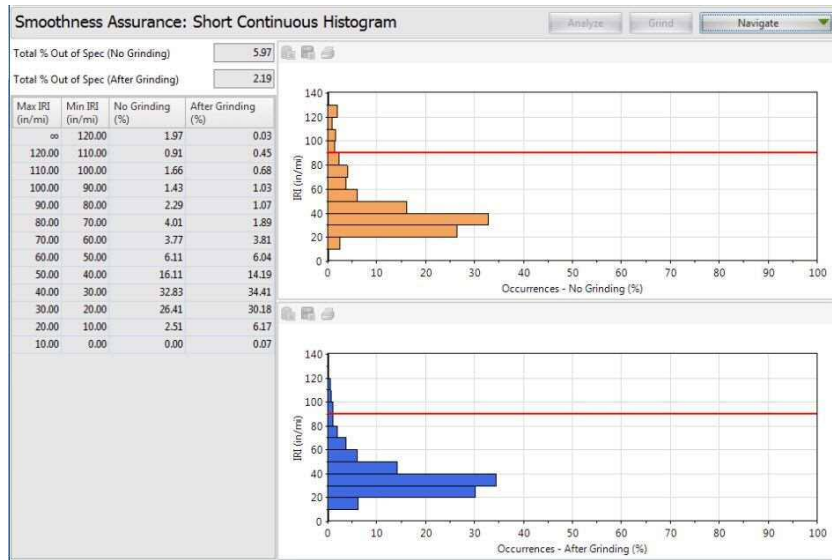 Smoothness Assurance: Short Continuous Histogram
Analyze
Grind
Navigate
Total % Out of Spec (No Grinding) 5.97
Total % Out of Spec (After Grinding) 2.19
Max IRI (in/mi) Min IRI (in/mi) No Grinding (%) After Grinding (%)
∞ 120.00 1.97 0.03
120.00 110.00 0.91 0.45
110.00 100.00 1.66 0.68
100.00 90.00 1.43 1.03
90.00 80.00 2.29 1.07
80.00 70.00 4.01 1.89
70.00 60.00 3.77 3.81
60.00 50.00 6.11 6.04
50.00 40.00 16.11 14.19
40.00 30.00 32.83 34.41
30.00 20.00 26.41 30.18
20.00 10.00 2.51 6.17
10.00 0.00 0.00 0.07
IRI (in/mi)
140
120
100
80
60
40
20
0
0 10 20 30 40 50 60 70 80 90 100
Occurrences - No Grinding (%)
IRI (in/mi)
140
120
100
80
60
40
20
0
0 10 20 30 40 50 60 70 80 90 100
Occurrences - After Grinding (%)